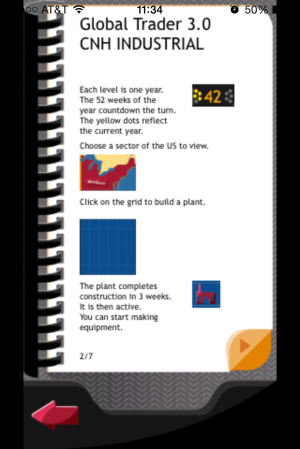 AT&T 11:34 50%
Global Trader 3.0
CNH INDUSTRIAL
Each level is one year.
The 52 weeks of the
year countdown the turn.
The yellow dots reflect
the current year.
42
Choose a sector of the US to view.
Click on the grid to build a plant.
The plant completes
construction in 3 weeks.
It is then active.
You can start making
equipment.
2/7